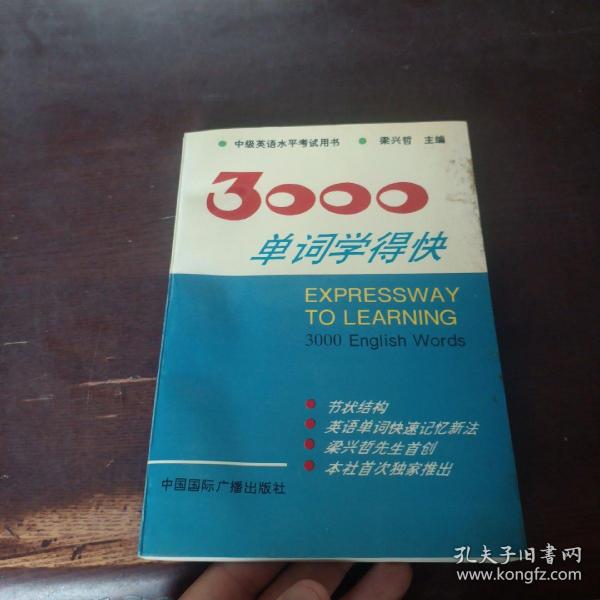 ● 中级英语水平考试用书 ● 梁兴哲 主编
3000
单词学得快
EXPRESSWAY
TO LEARNING
3000 English Words
● 节状结构
● 英语单词快速记忆新法
● 梁兴哲先生首创
● 本社首次独家推出
中国国际广播出版社
孔夫子旧书网
www.kongfz.com